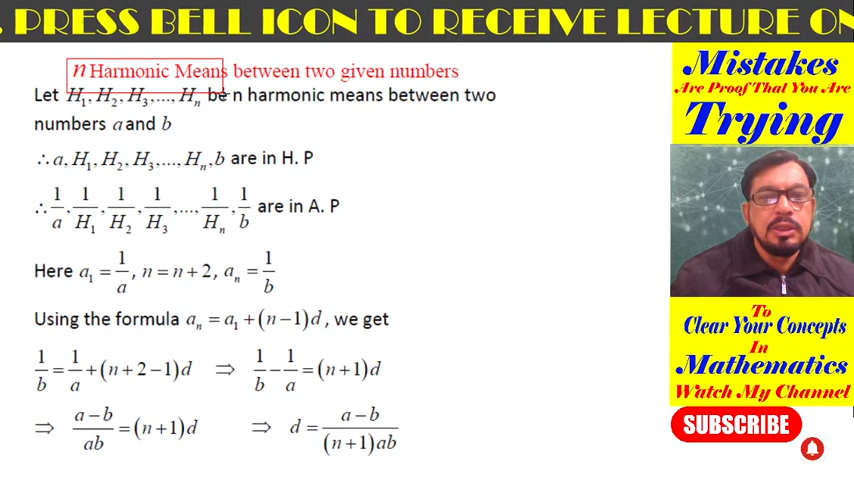 . PRESS BELL ICON TO RECEIVE LECTURE ON
n Harmonic Means between two given numbers
Let H₁, H₂, H₃,..., Hₙ be n harmonic means between two
numbers a and b
∴ a, H₁, H₂, H₃,..., Hₙ, b are in H. P
∴ 1/a, 1/H₁, 1/H₂, 1/H₃,..., 1/Hₙ, 1/b are in A. P
Here a₁ = 1/a, n = n + 2, aₙ = 1/b
Using the formula aₙ = a₁ + (n − 1)d, we get
1/b = 1/a + (n + 2 − 1)d ⇒ 1/b − 1/a = (n + 1)d
⇒ (a − b)/ab = (n + 1)d ⇒ d = (a − b)/((n + 1)ab)
Mistakes
Are Proof That You Are
Trying
To
Clear Your Concepts
In
Mathematics
Watch My Channel
SUBSCRIBE